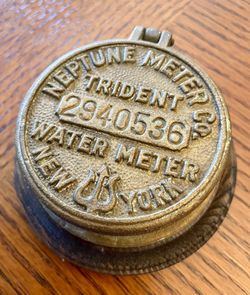 NEPTUNE METER CO.
TRIDENT
2940536
WATER METER
NEW YORK